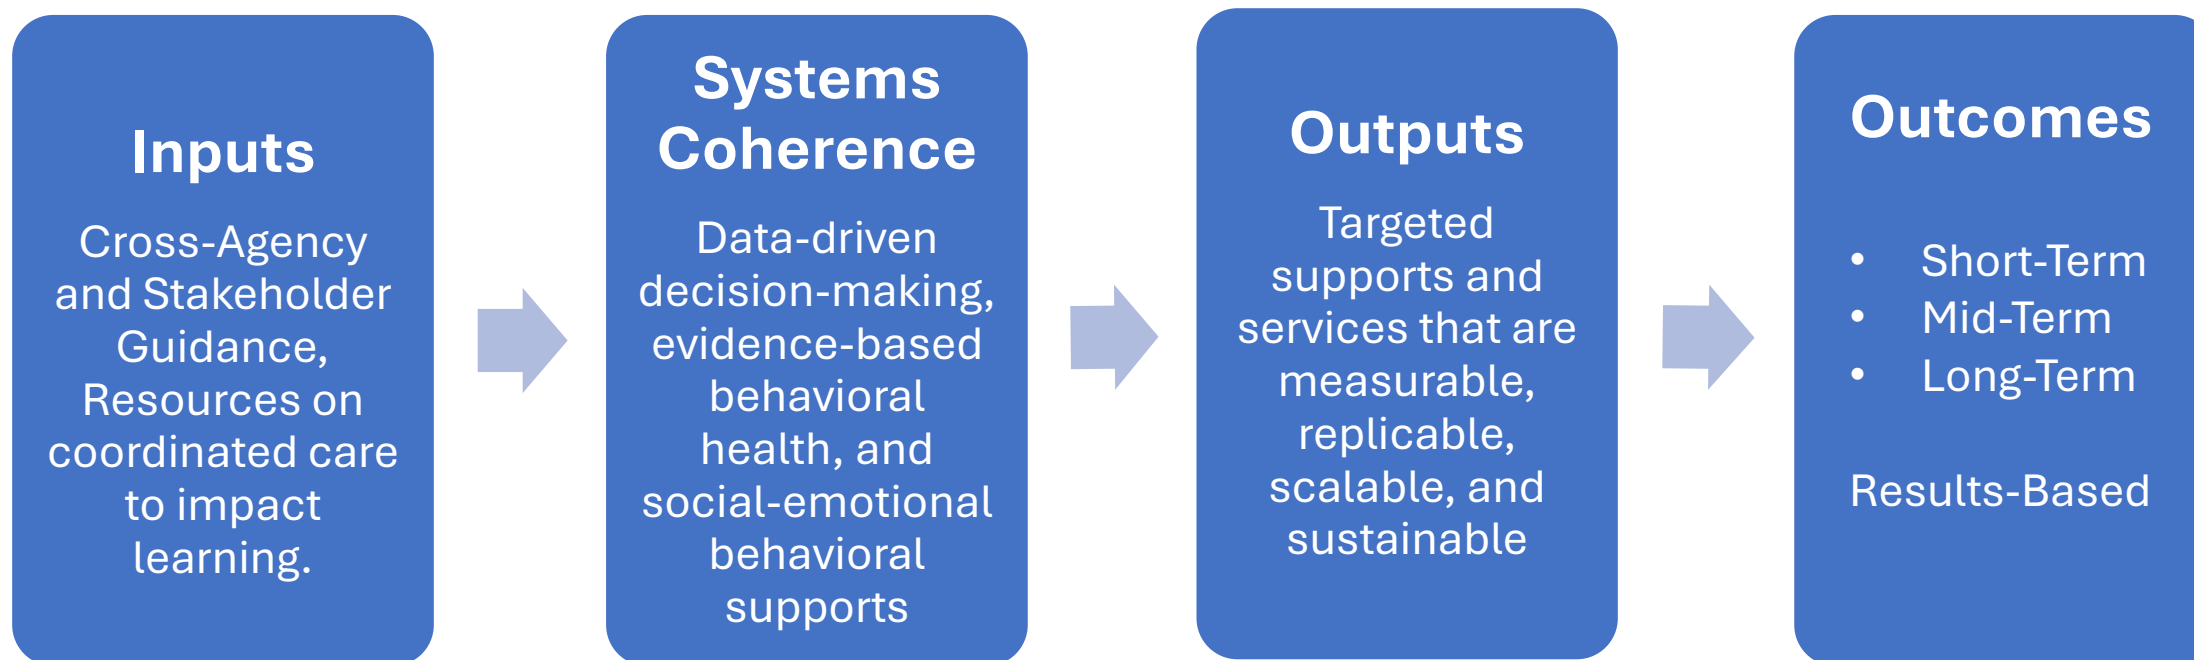 Inputs
Cross-Agency
and Stakeholder
Guidance,
Resources on
coordinated care
to impact
learning.
Systems
Coherence
Data-driven
decision-making,
evidence-based
behavioral
health, and
social-emotional
behavioral
supports
Outputs
Targeted
supports and
services that are
measurable,
replicable,
scalable, and
sustainable
Outcomes
• Short-Term
• Mid-Term
• Long-Term
Results-Based